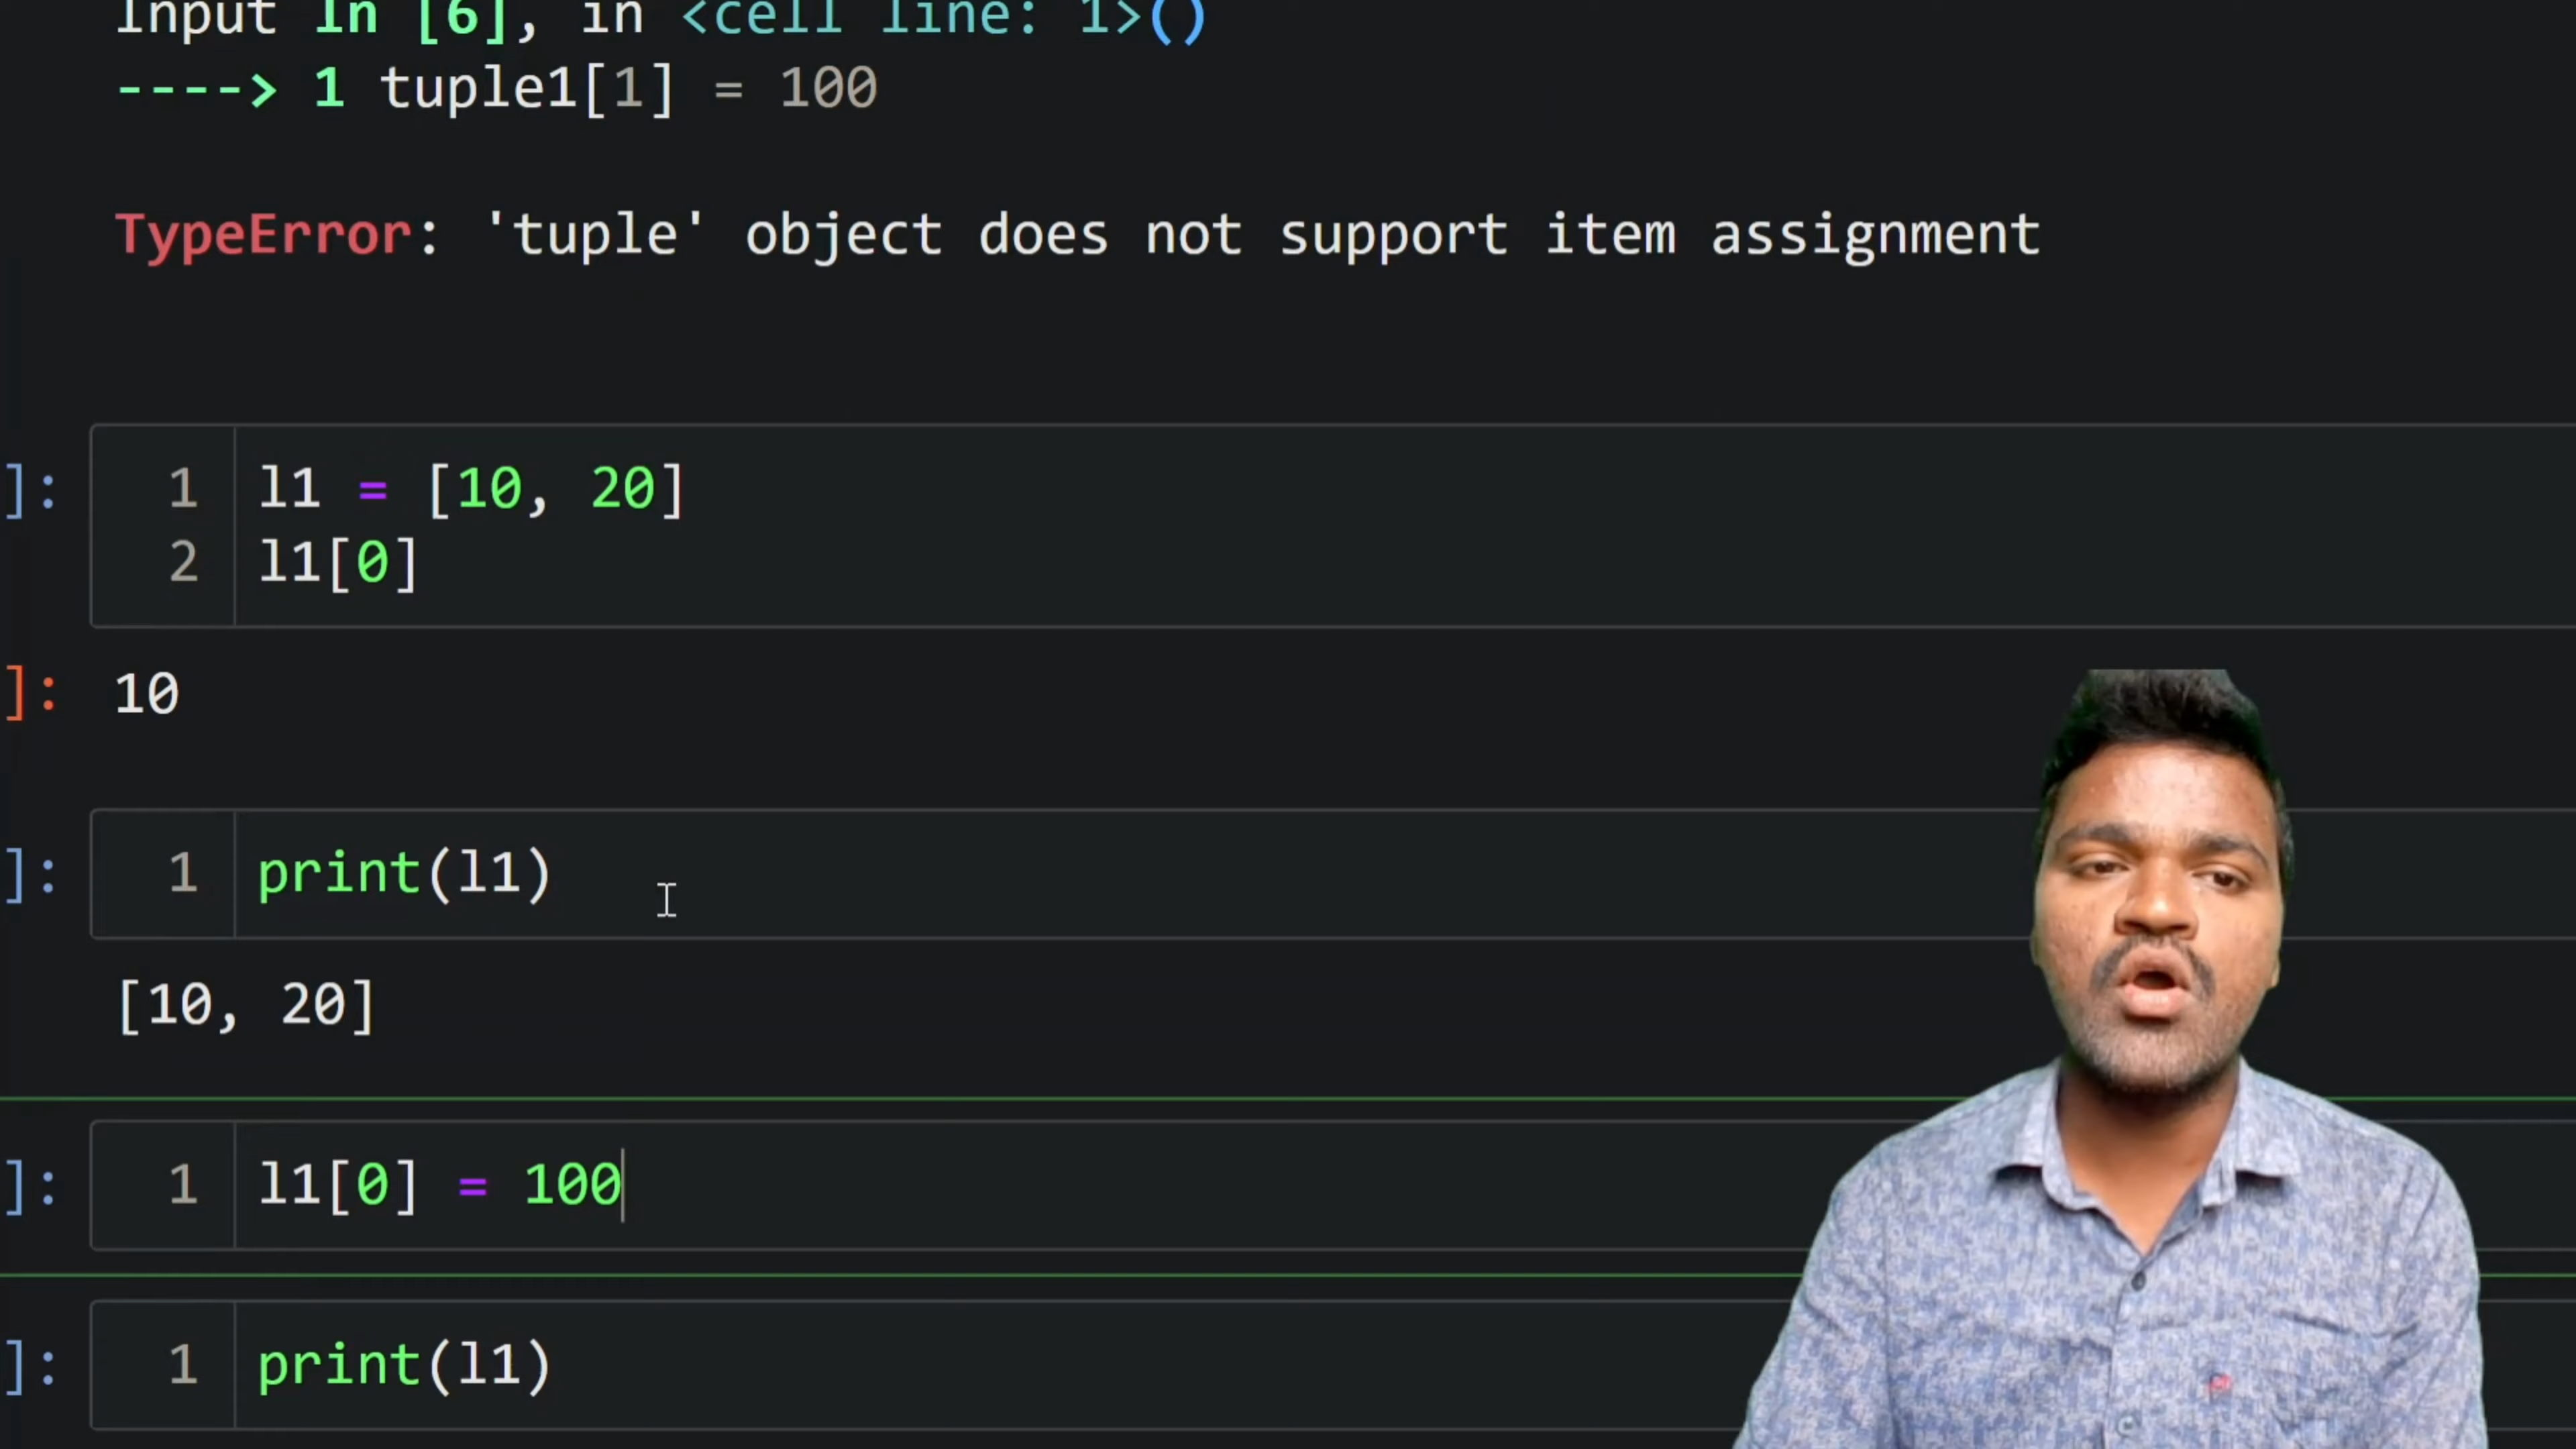 Input In [6], in <cell line: 1>()
----> 1 tuple1[1] = 100
TypeError: 'tuple' object does not support item assignment
]: 1 l1 = [10, 20]
2 l1[0]
]: 10
]: 1 print(l1)
[10, 20]
]: 1 l1[0] = 100
]: 1 print(l1)